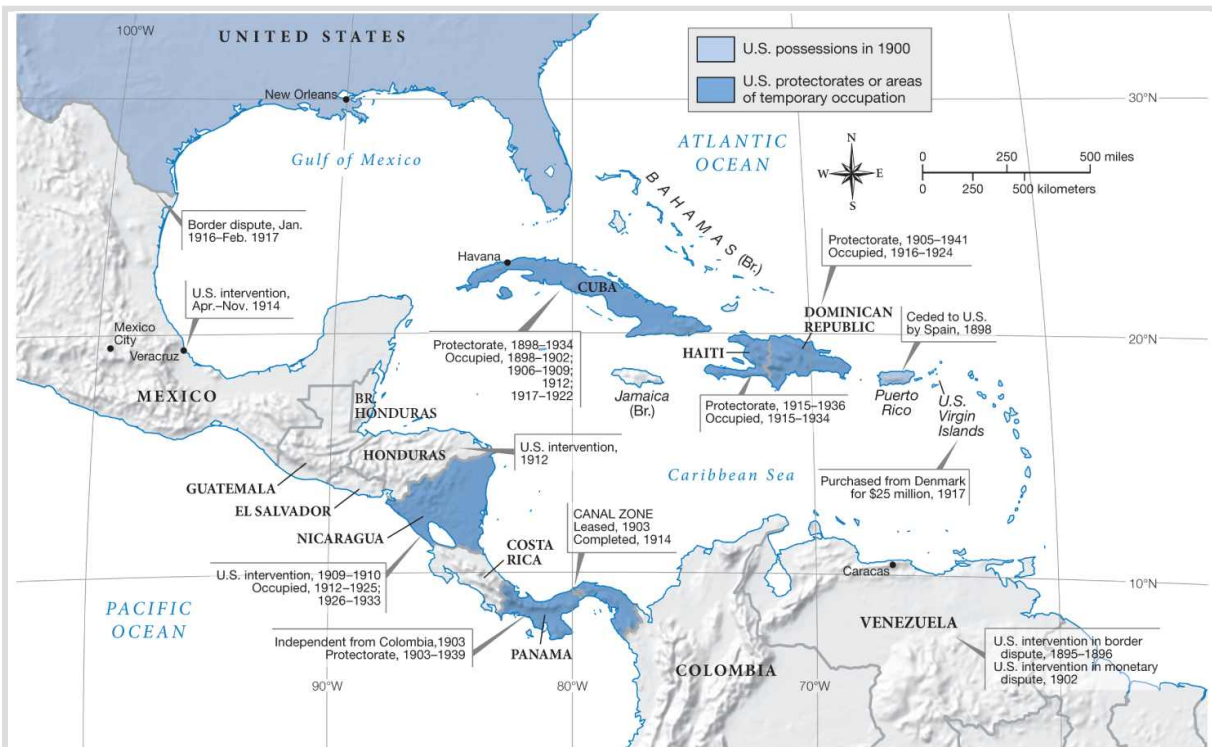 100°W
UNITED STATES
U.S. possessions in 1900
U.S. protectorates or areas
of temporary occupation
New Orleans
30°N
Gulf of Mexico
ATLANTIC
OCEAN
N
W
E
S
0 250 500 miles
0 250 500 kilometers
BAHAMAS (Br.)
Border dispute, Jan.
1916–Feb. 1917
Protectorate, 1905–1941
Occupied, 1916–1924
Havana
CUBA
U.S. intervention,
Apr.–Nov. 1914
DOMINICAN
REPUBLIC
Ceded to U.S.
by Spain, 1898
Mexico
City
Veracruz
20°N
Protectorate, 1898–1934
Occupied, 1898–1902;
1906–1909;
1912;
1917–1922
HAITI
MEXICO
BR.
HONDURAS
Jamaica
(Br.)
Protectorate, 1915–1936
Occupied, 1915–1934
Puerto
Rico
U.S.
Virgin
Islands
HONDURAS
U.S. intervention,
1912
Caribbean Sea
Purchased from Denmark
for $25 million, 1917
GUATEMALA
EL SALVADOR
NICARAGUA
CANAL ZONE
Leased, 1903
Completed, 1914
COSTA
RICA
Caracas
10°N
U.S. intervention, 1909–1910
Occupied, 1912–1925;
1926–1933
PACIFIC
OCEAN
VENEZUELA
Independent from Colombia,1903
Protectorate, 1903–1939
PANAMA
COLOMBIA
U.S. intervention in border
dispute, 1895–1896
U.S. intervention in monetary
dispute, 1902
90°W
80°W
70°W